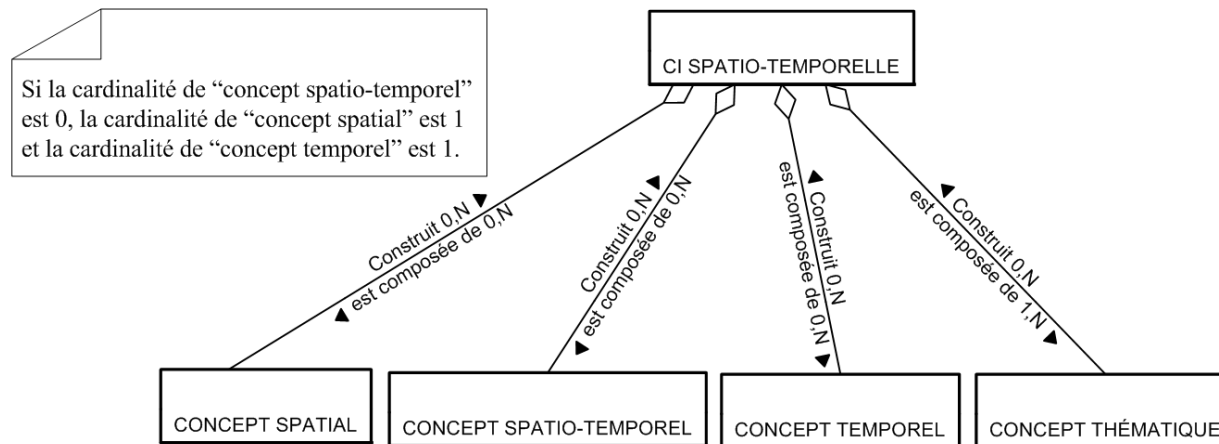 Si la cardinalité de “concept spatio-temporel”
est 0, la cardinalité de “concept spatial” est 1
et la cardinalité de “concept temporel” est 1.
CI SPATIO-TEMPORELLE
Construit 0,N
est composée de 0,N
Construit 0,N
est composée de 0,N
Construit 0,N
est composée de 0,N
Construit 0,N
est composée de 1,N
CONCEPT SPATIAL
CONCEPT SPATIO-TEMPOREL
CONCEPT TEMPOREL
CONCEPT THÉMATIQUE